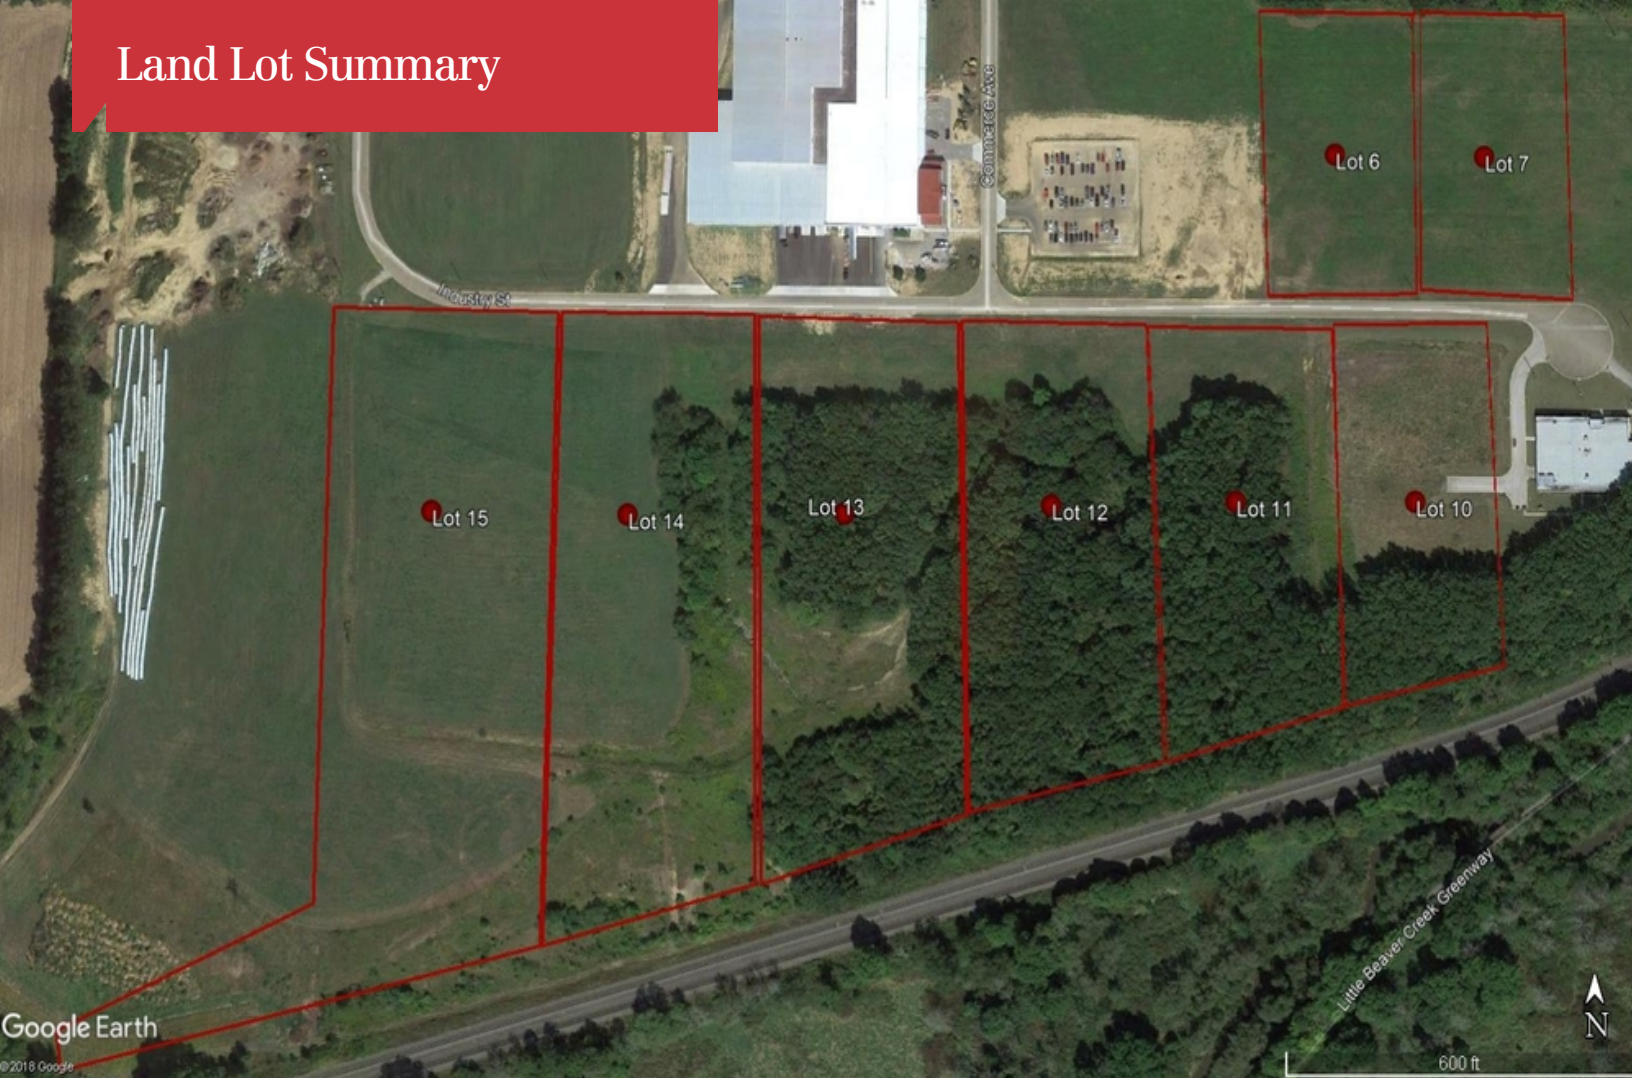 Land Lot Summary
Commerce Ave
Lot 6
Lot 7
Industry St
Lot 15
Lot 14
Lot 13
Lot 12
Lot 11
Lot 10
Little Beaver Creek Greenway
Google Earth
©2018 Google
N
600 ft